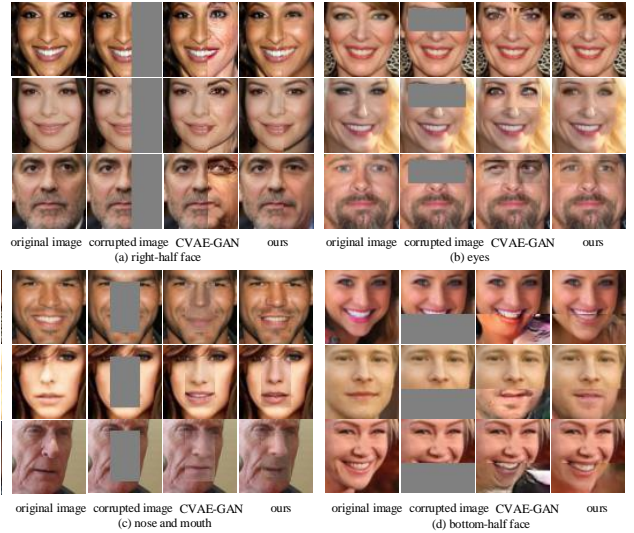 original image corrupted image CVAE-GAN ours
(a) right-half face
original image corrupted image CVAE-GAN ours
(b) eyes
original image corrupted image CVAE-GAN ours
(c) nose and mouth
original image corrupted image CVAE-GAN ours
(d) bottom-half face